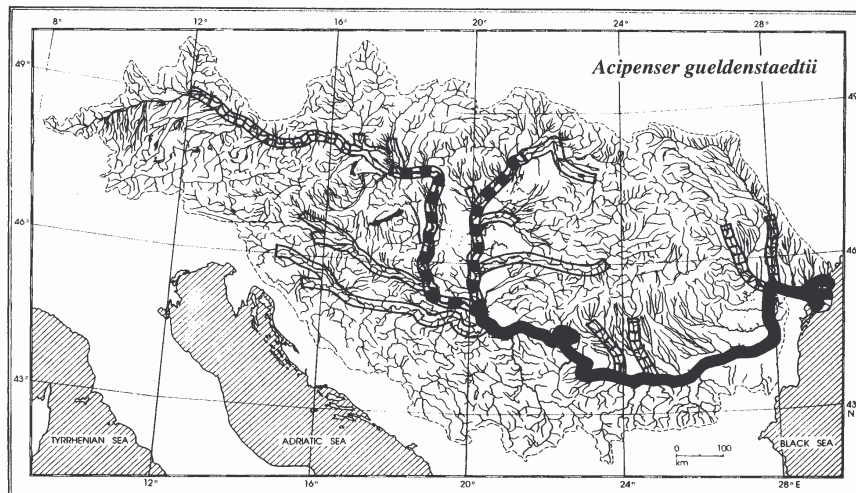 8° 12° 16° 20° 24° 28°
Acipenser gueldenstaedtii
49° 49°
46° 46°
43° 43°
N
TYRRHENIAN SEA ADRIATIC SEA BLACK SEA
0 100
km
12° 16° 20° 24° 28° E